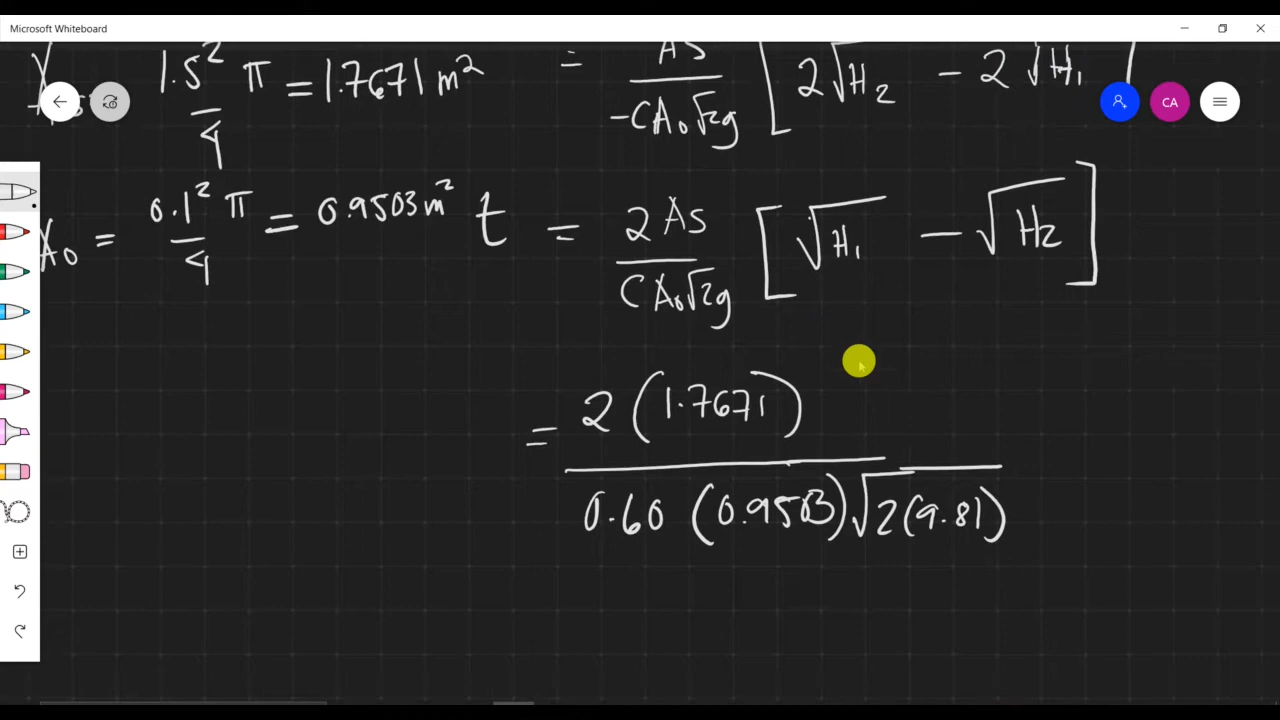 Microsoft Whiteboard
1.5² / 4 π = 1.7671 m²
= As / -CA₀√2g [2√H₂ - 2√H₁]
CA
A₀ = 0.1² π / 4 = 0.9503 m²
t = 2As / CA₀√2g [√H₁ - √H₂]
= 2(1.7671) / 0.60 (0.9503)√2(9.81)